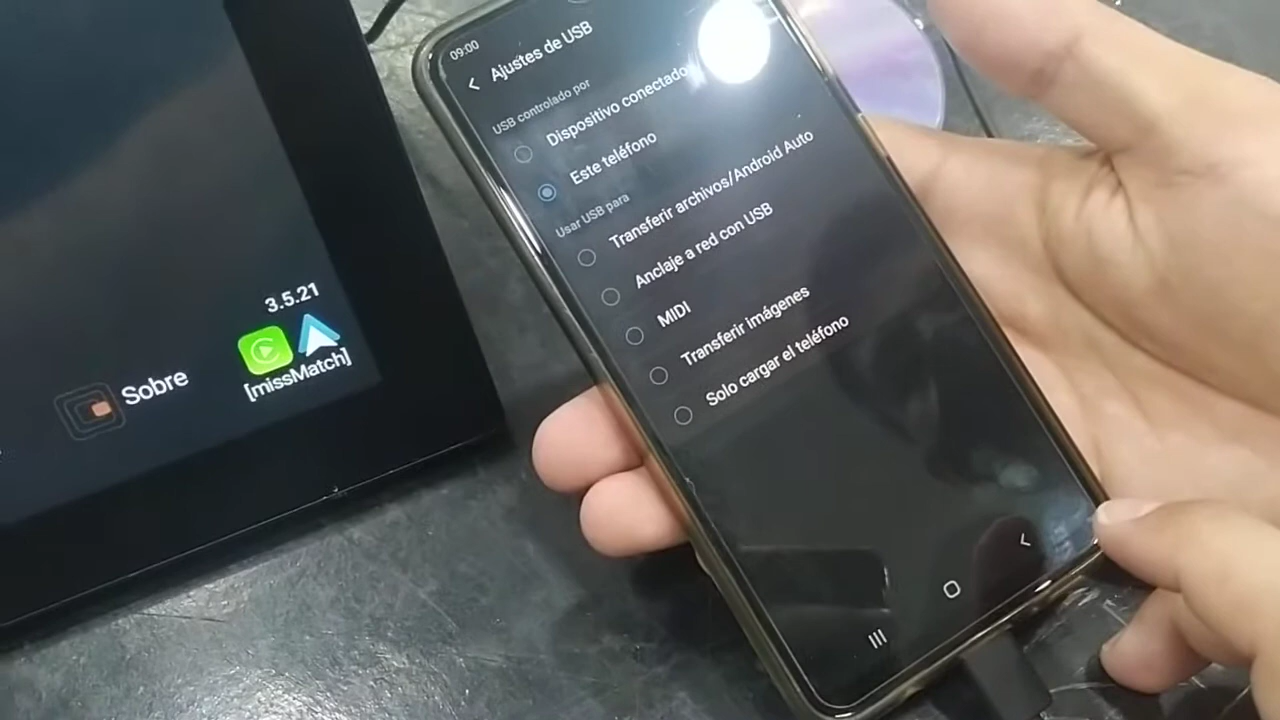 09:00
Ajustes de USB
USB controlado por
Dispositivo conectado
Este teléfono
Usar USB para
Transferir archivos/Android Auto
Anclaje a red con USB
MIDI
Transferir imágenes
Solo cargar el teléfono
3.5.21
[missMatch]
Sobre